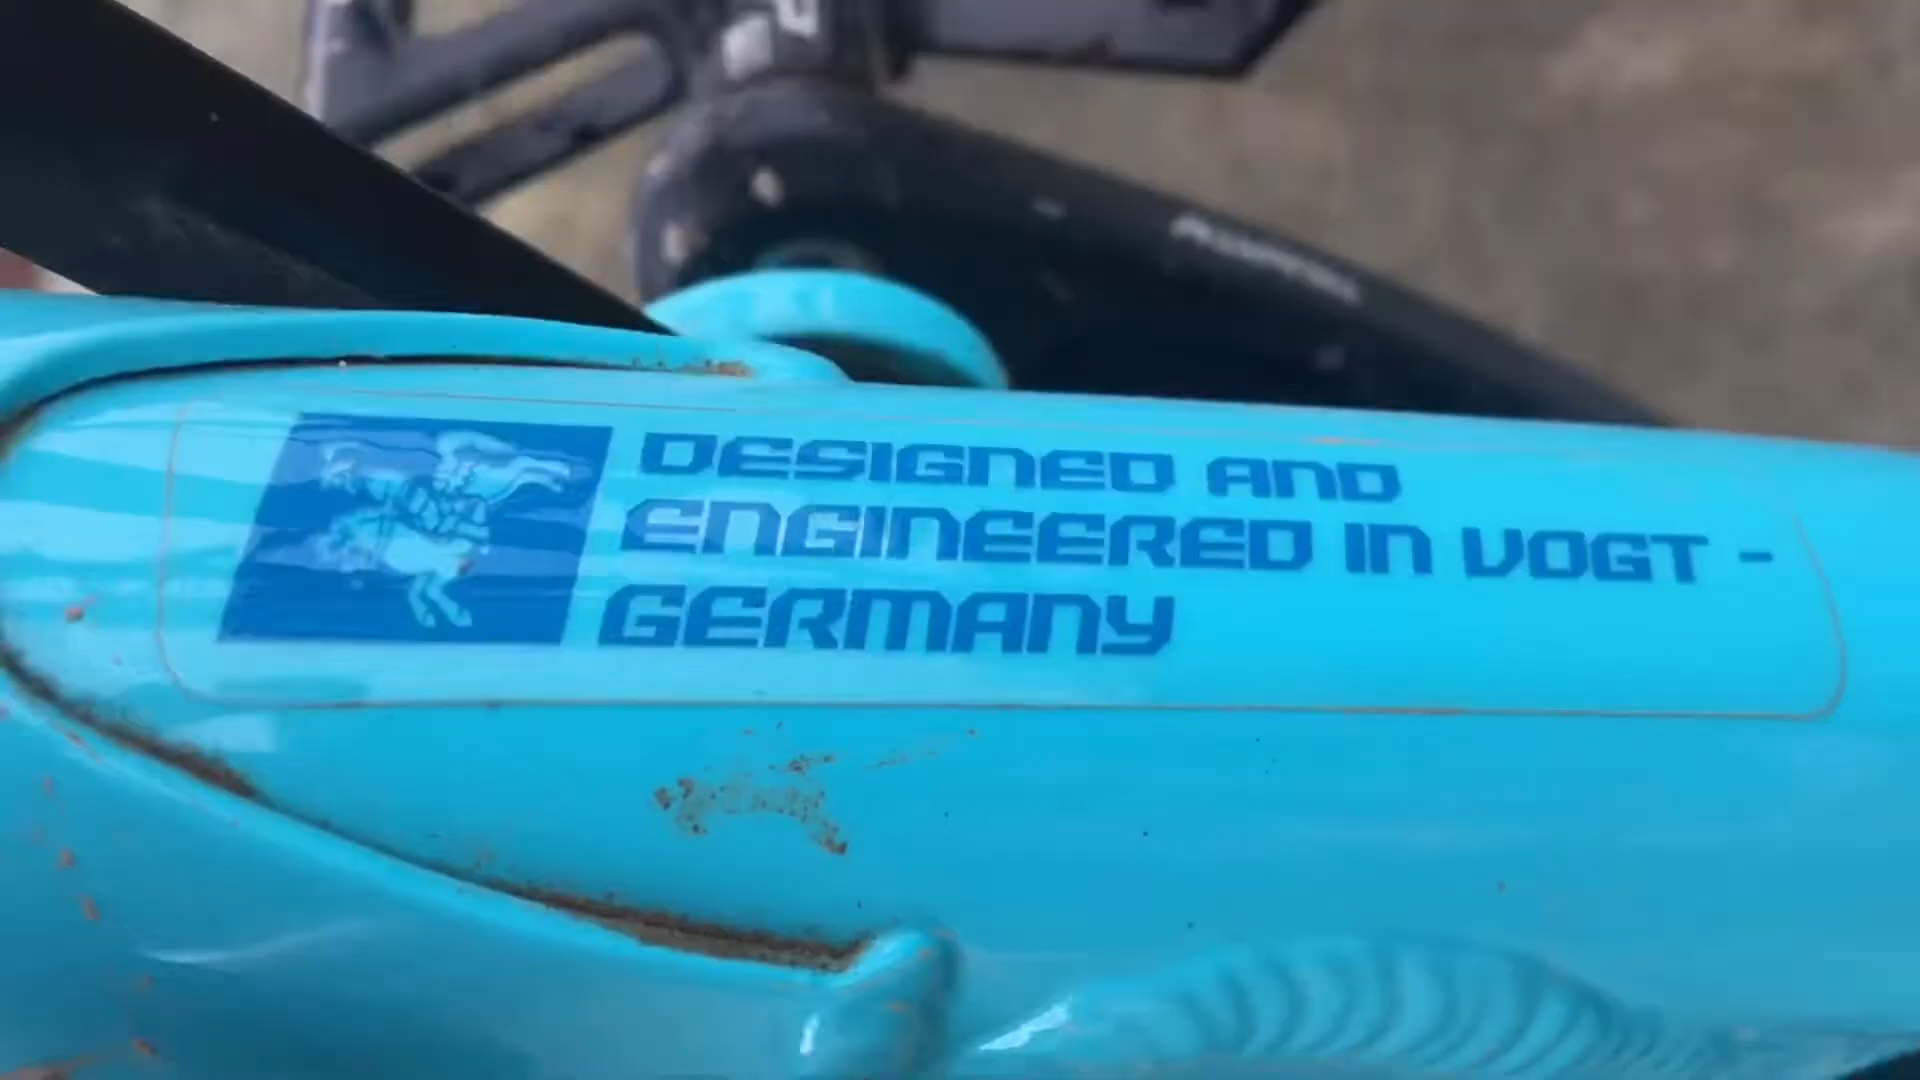 DESIGNED AND
ENGINEERED IN VOGT -
GERMANY